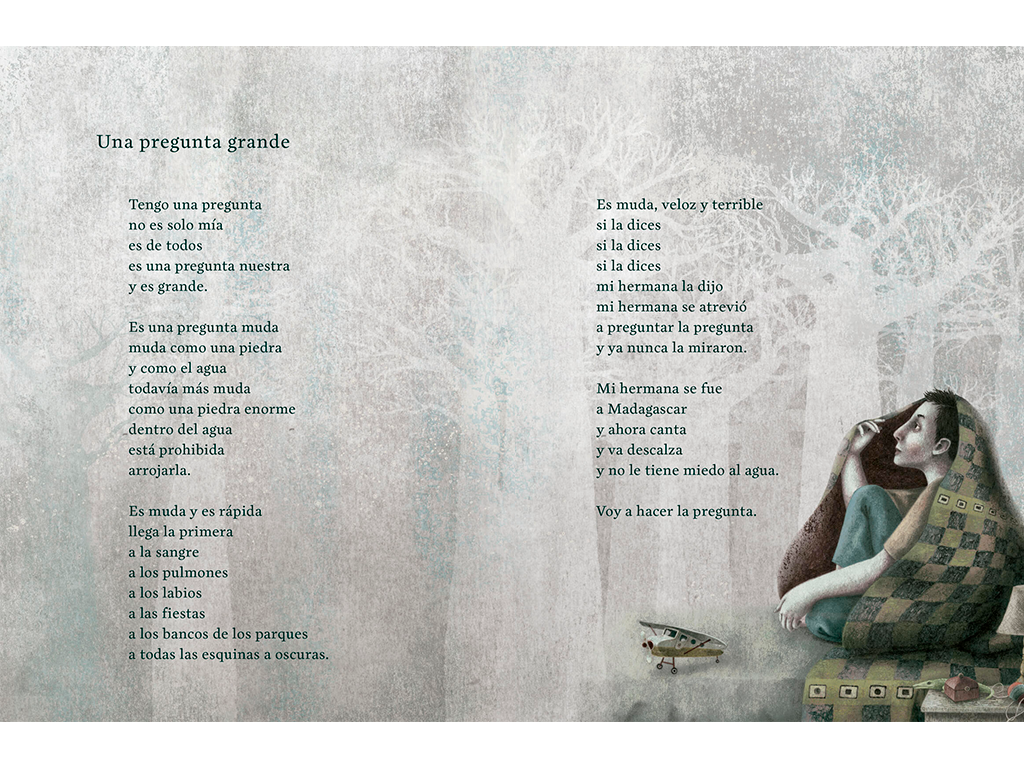 Una pregunta grande
Tengo una pregunta
no es solo mía
es de todos
es una pregunta nuestra
y es grande.
Es una pregunta muda
muda como una piedra
y como el agua
todavía más muda
como una piedra enorme
dentro del agua
está prohibida
arrojarla.
Es muda y es rápida
llega la primera
a la sangre
a los pulmones
a los labios
a las fiestas
a los bancos de los parques
a todas las esquinas a oscuras.
Es muda, veloz y terrible
si la dices
si la dices
si la dices
mi hermana la dijo
mi hermana se atrevió
a preguntar la pregunta
y ya nunca la miraron.
Mi hermana se fue
a Madagascar
y ahora canta
y va descalza
y no le tiene miedo al agua.
Voy a hacer la pregunta.